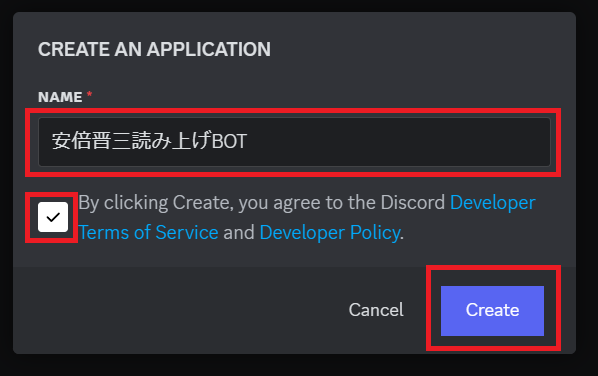 CREATE AN APPLICATION
NAME *
安倍晋三読み上げBOT
By clicking Create, you agree to the Discord Developer
Terms of Service and Developer Policy.
Cancel
Create